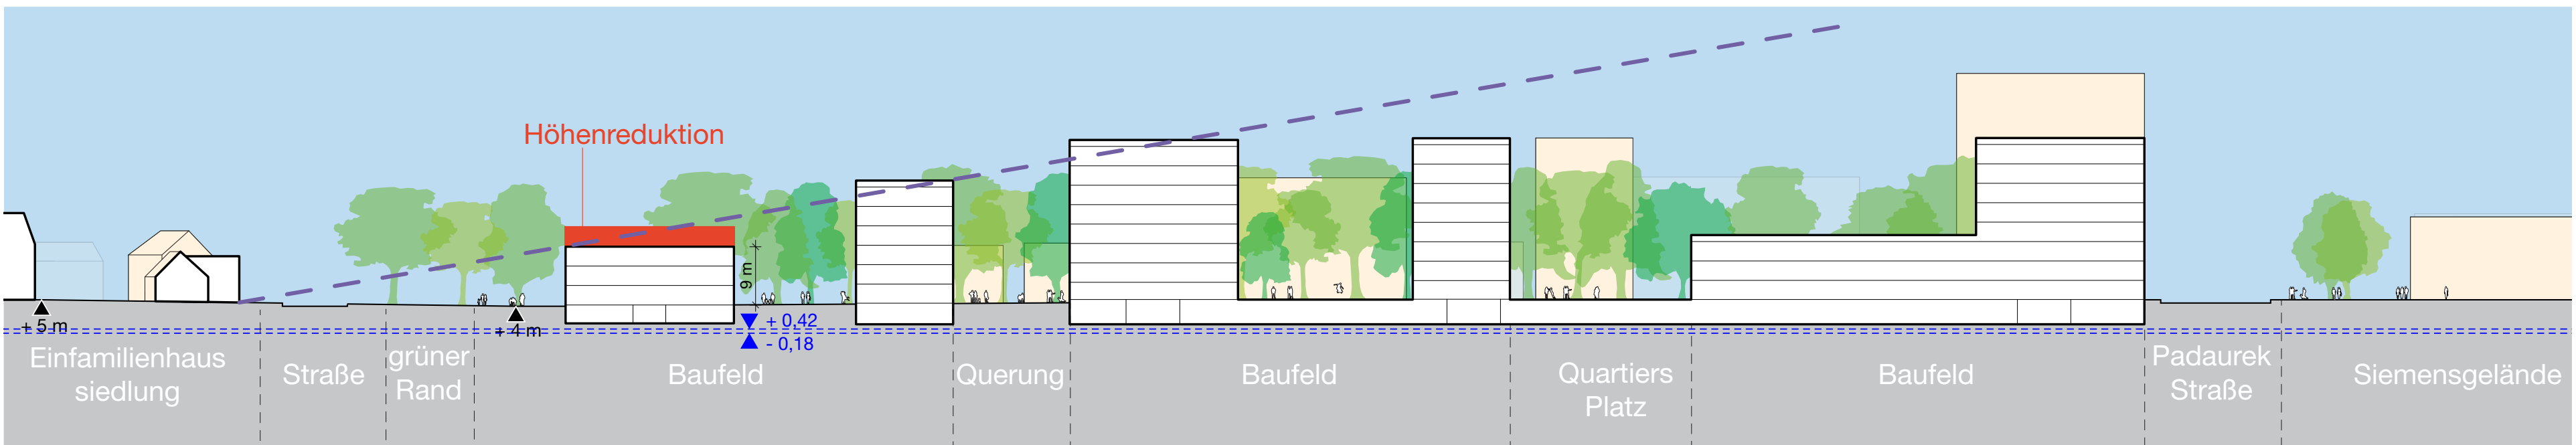 Höhenreduktion
9 m
+ 5 m
+ 4 m
+ 0,42
- 0,18
Einfamilienhaus
siedlung
Straße
grüner
Rand
Baufeld
Querung
Baufeld
Quartiers
Platz
Baufeld
Padaurek
Straße
Siemensgelände